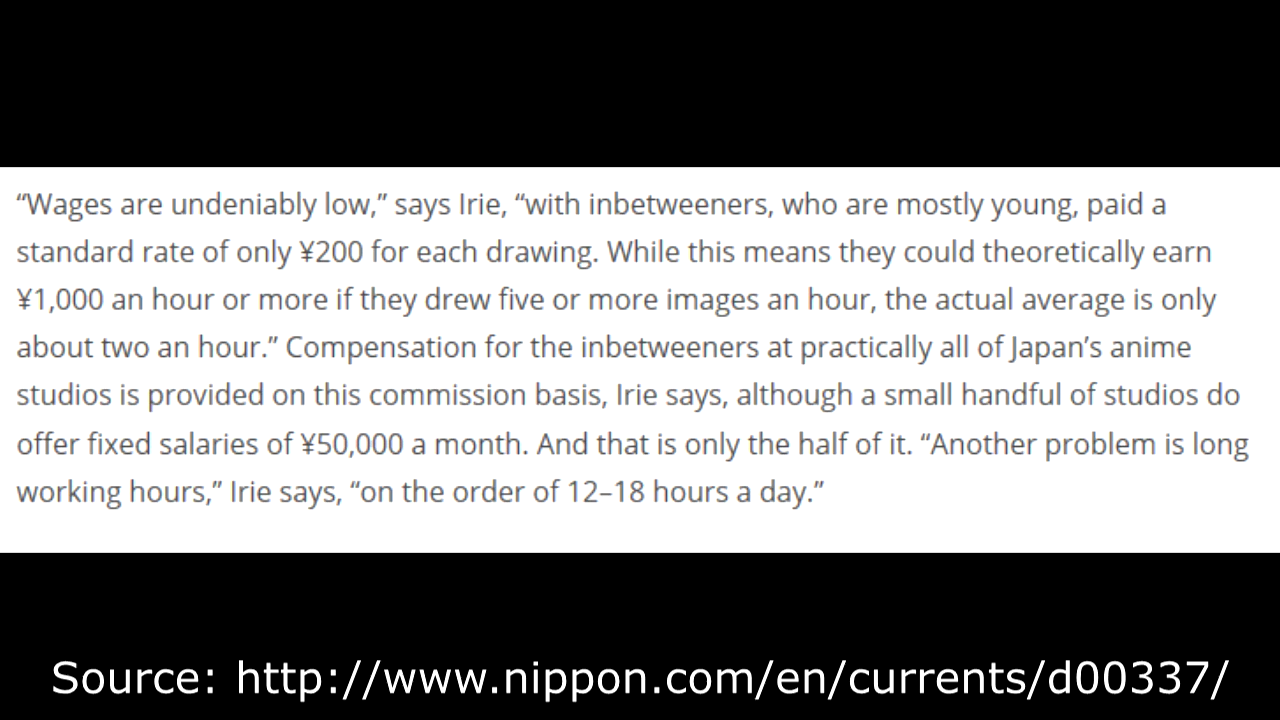 “Wages are undeniably low,” says Irie, “with inbetweeners, who are mostly young, paid a
standard rate of only ¥200 for each drawing. While this means they could theoretically earn
¥1,000 an hour or more if they drew five or more images an hour, the actual average is only
about two an hour.” Compensation for the inbetweeners at practically all of Japan’s anime
studios is provided on this commission basis, Irie says, although a small handful of studios do
offer fixed salaries of ¥50,000 a month. And that is only the half of it. “Another problem is long
working hours,” Irie says, “on the order of 12–18 hours a day.”
Source: http://www.nippon.com/en/currents/d00337/